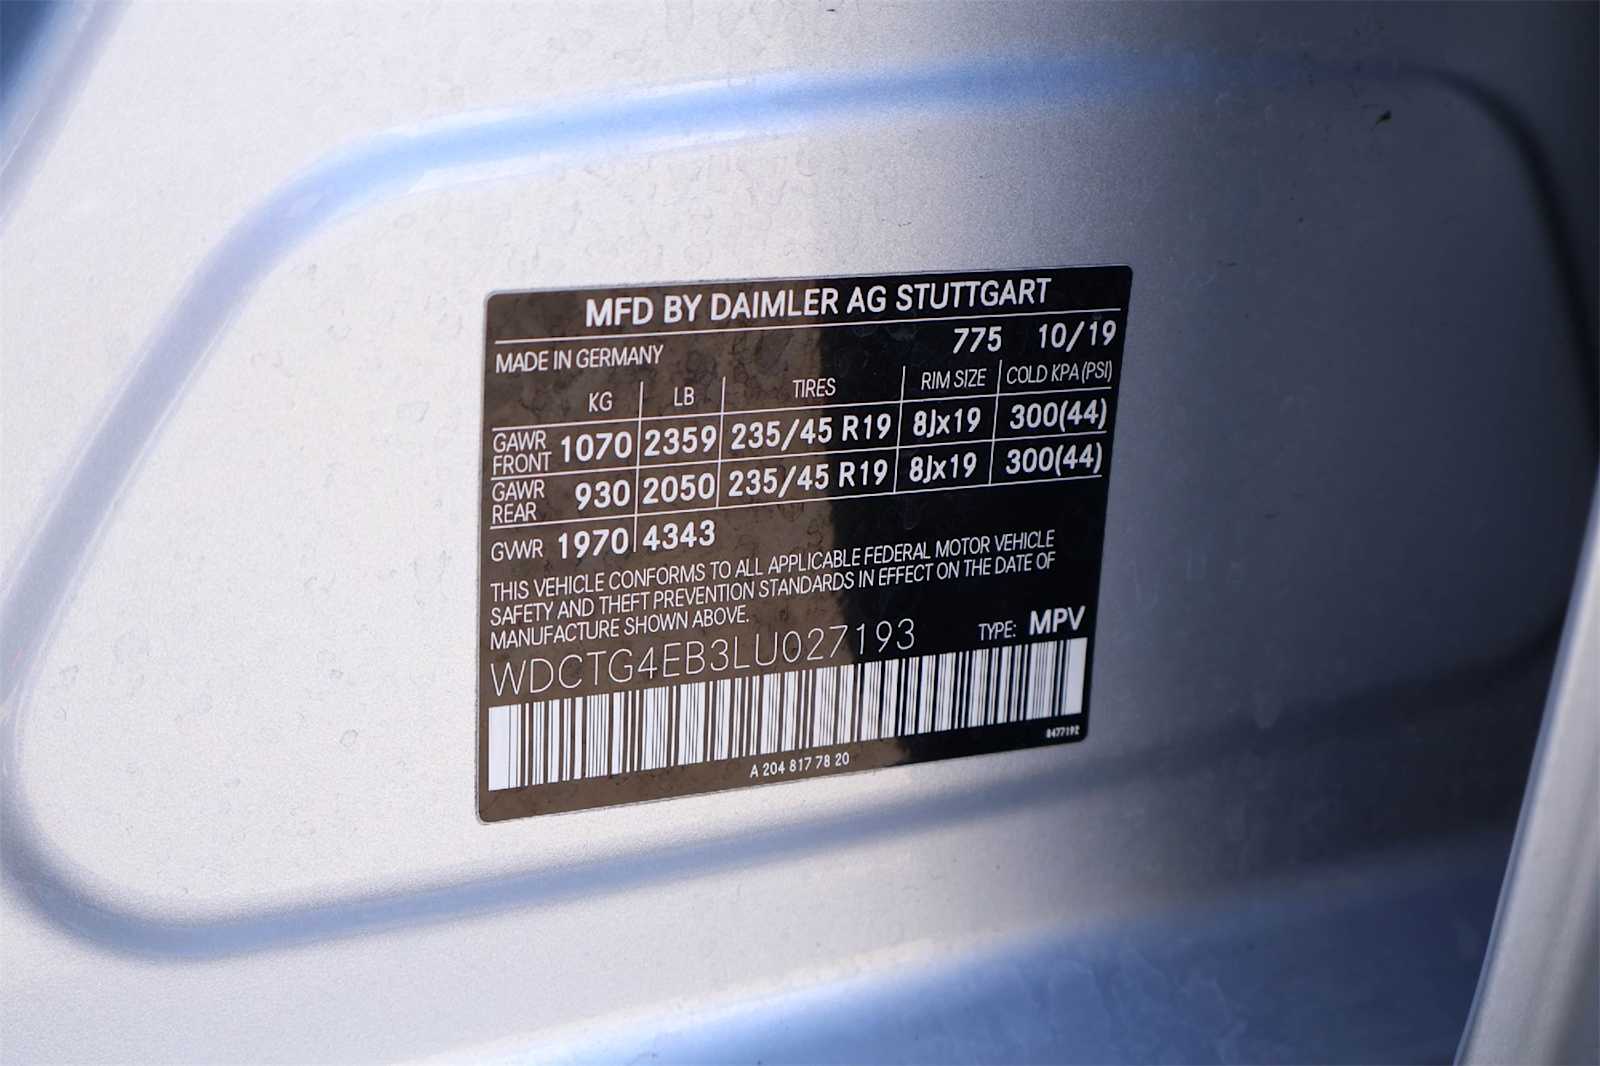 MFD BY DAIMLER AG STUTTGART
MADE IN GERMANY 775 10/19
KG LB TIRES RIM SIZE COLD KPA (PSI)
GAWR FRONT 1070 2359 235/45 R19 8Jx19 300(44)
GAWR REAR 930 2050 235/45 R19 8Jx19 300(44)
GVWR 1970 4343
THIS VEHICLE CONFORMS TO ALL APPLICABLE FEDERAL MOTOR VEHICLE
SAFETY AND THEFT PREVENTION STANDARDS IN EFFECT ON THE DATE OF
MANUFACTURE SHOWN ABOVE.
WDCTG4EB3LU027193 TYPE: MPV
8477192
A 204 817 78 20